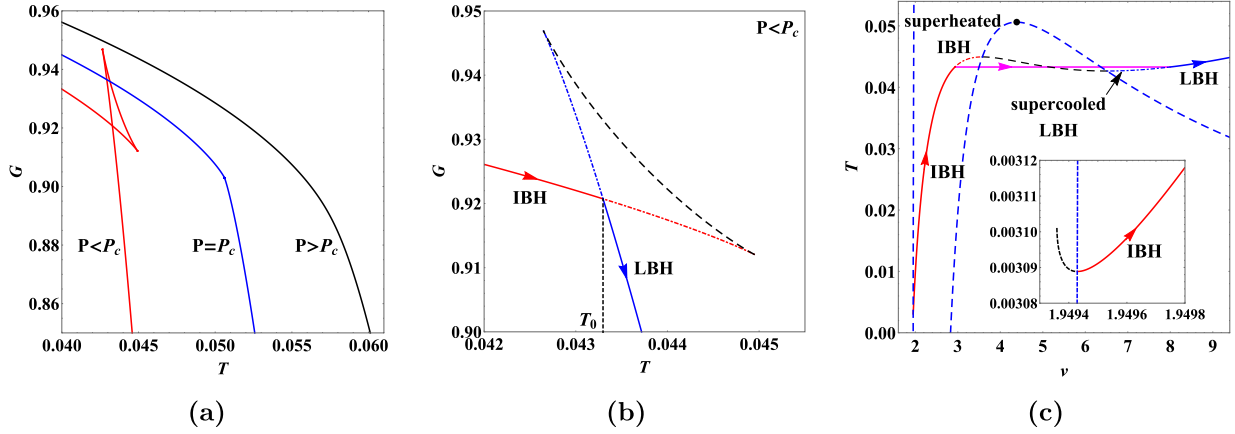 0.96
0.94
0.92
0.90
0.88
0.86
G
P<Pc
P=Pc
P>Pc
0.040
0.045
0.050
0.055
0.060
T
(a)
0.95
0.94
0.93
0.92
0.91
0.90
G
P<Pc
IBH
LBH
T0
0.042
0.043
0.044
0.045
T
(b)
0.05
0.04
0.03
0.02
0.01
0.00
T
superheated
IBH
LBH
supercooled
LBH
IBH
0.00312
0.00311
0.00310
0.00309
0.00308
IBH
1.9494
1.9496
1.9498
2
3
4
5
6
7
8
9
v
(c)